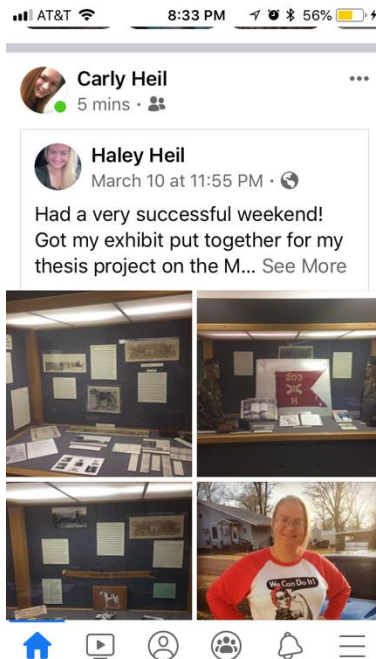 AT&T 8:33 PM 56%
Carly Heil
5 mins ·
Haley Heil
March 10 at 11:55 PM ·
Had a very successful weekend!
Got my exhibit put together for my
thesis project on the M... See More
203
H
We Can Do It!